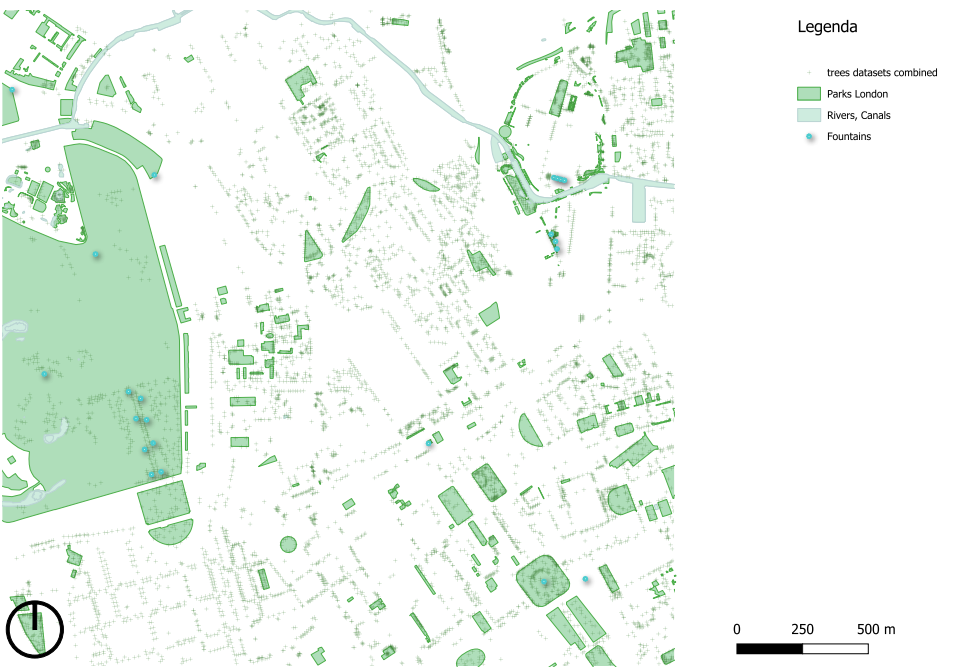 Legenda
trees datasets combined
Parks London
Rivers, Canals
Fountains
0 250 500 m